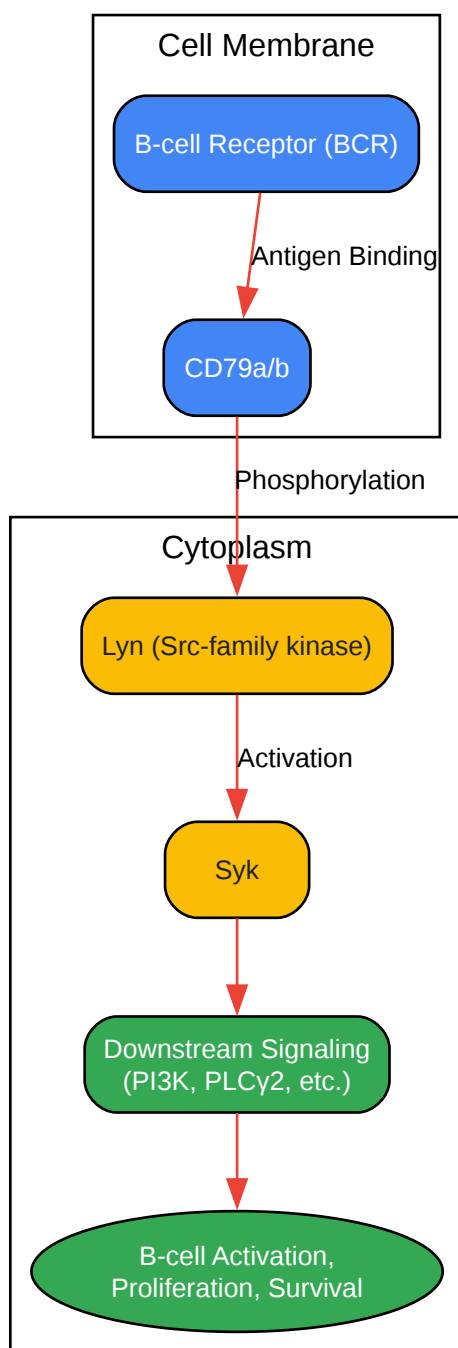 Cell Membrane
B-cell Receptor (BCR)
Antigen Binding
CD79a/b
Phosphorylation
Cytoplasm
Lyn (Src-family kinase)
Activation
Syk
Downstream Signaling
(PI3K, PLCγ2, etc.)
B-cell Activation,
Proliferation, Survival